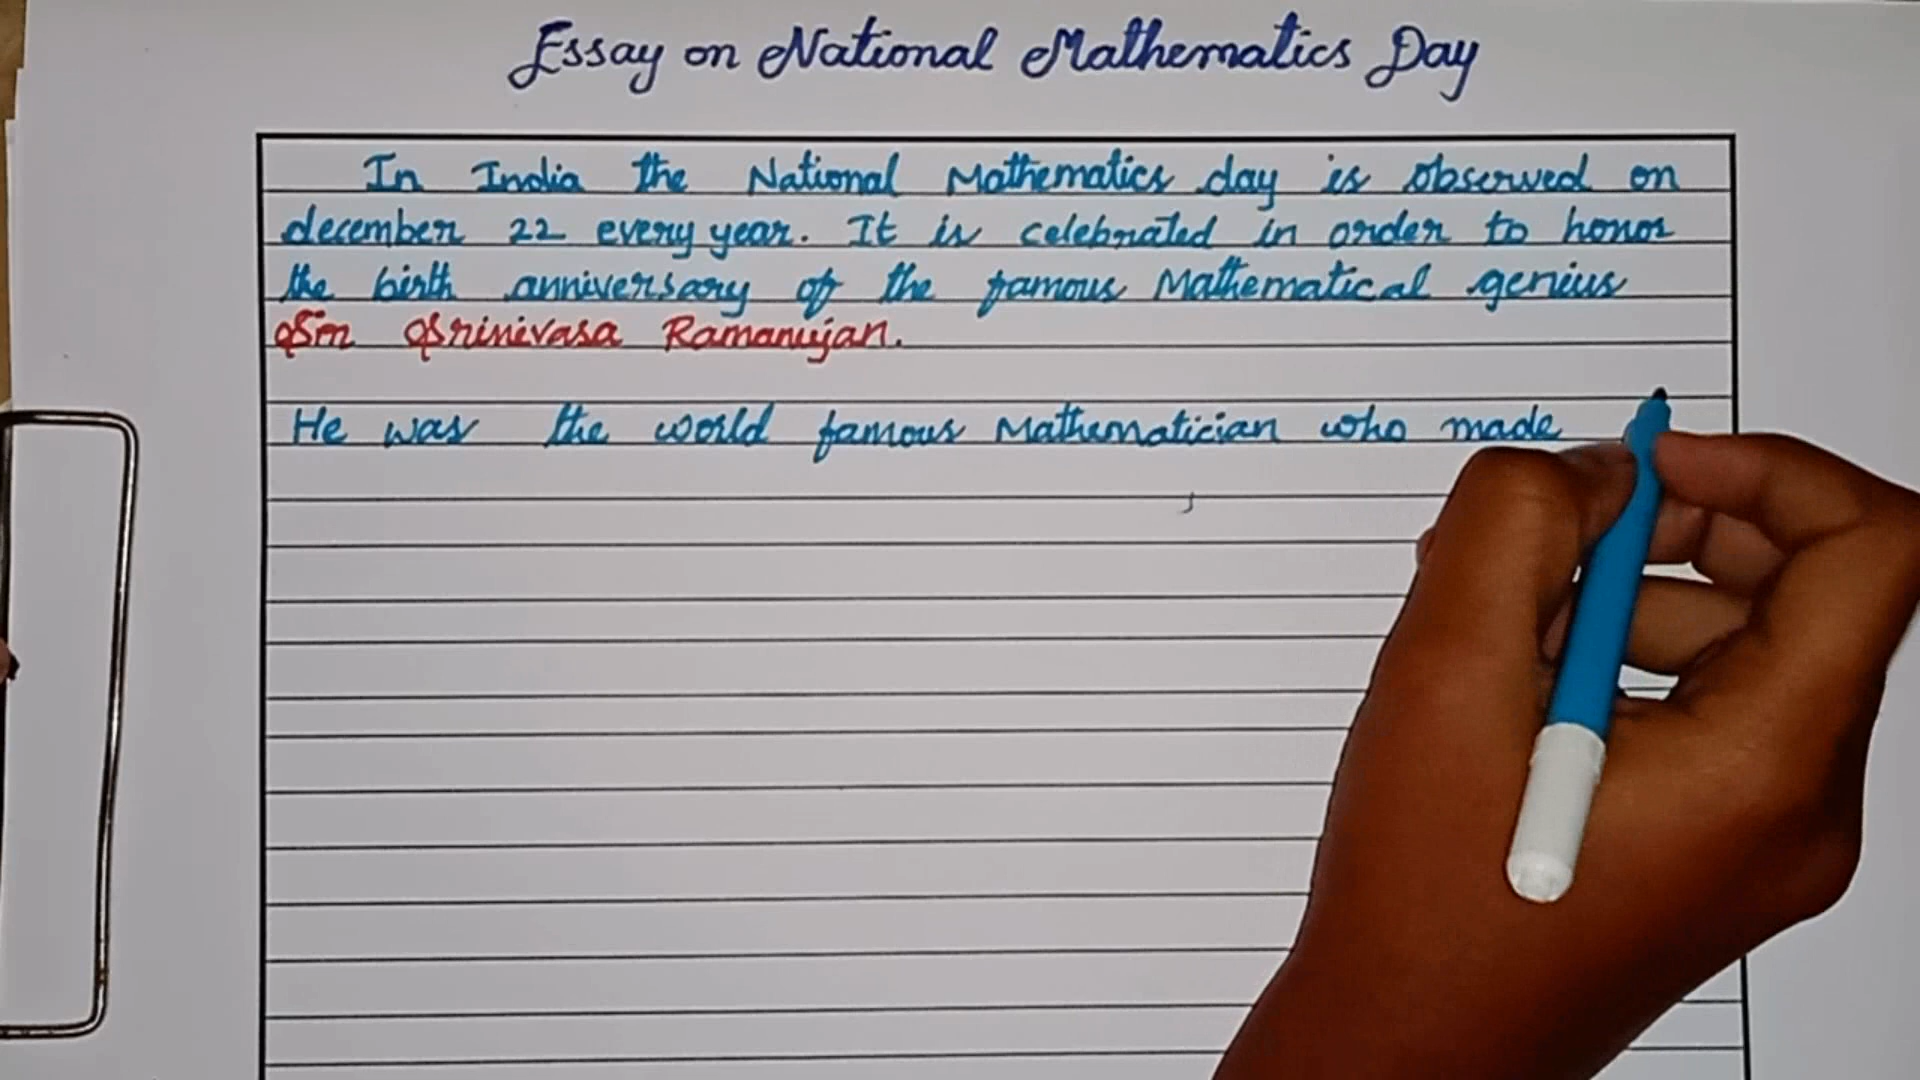 Essay on National Mathematics Day
In India the National Mathematics day is observed on
december 22 every year. It is celebrated in order to honor
the birth anniversary of the famous Mathematical genius
Sir Srinivasa Ramanujan.
He was the world famous Mathematician who made